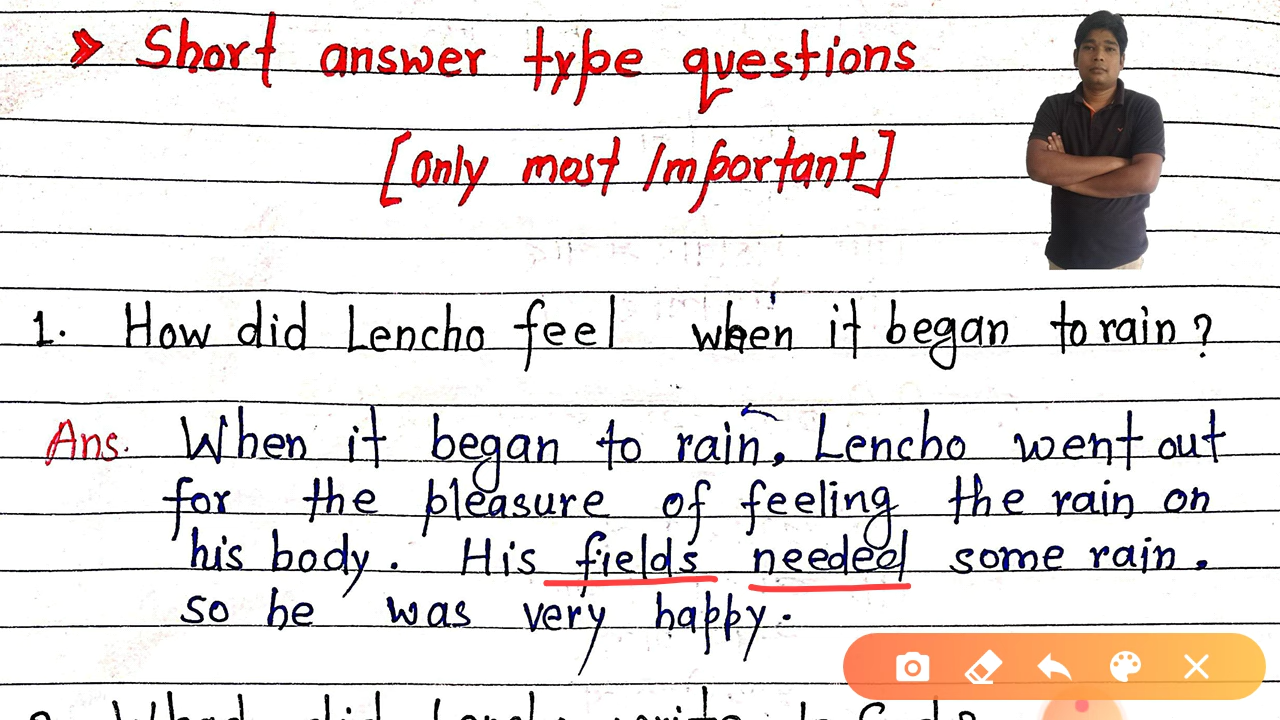 » Short answer type questions
[only most Important]
1. How did Lencho feel when it began to rain?
Ans. When it began to rain, Lencho went out
for the pleasure of feeling the rain on
his body. His fields needed some rain.
so he was very happy.